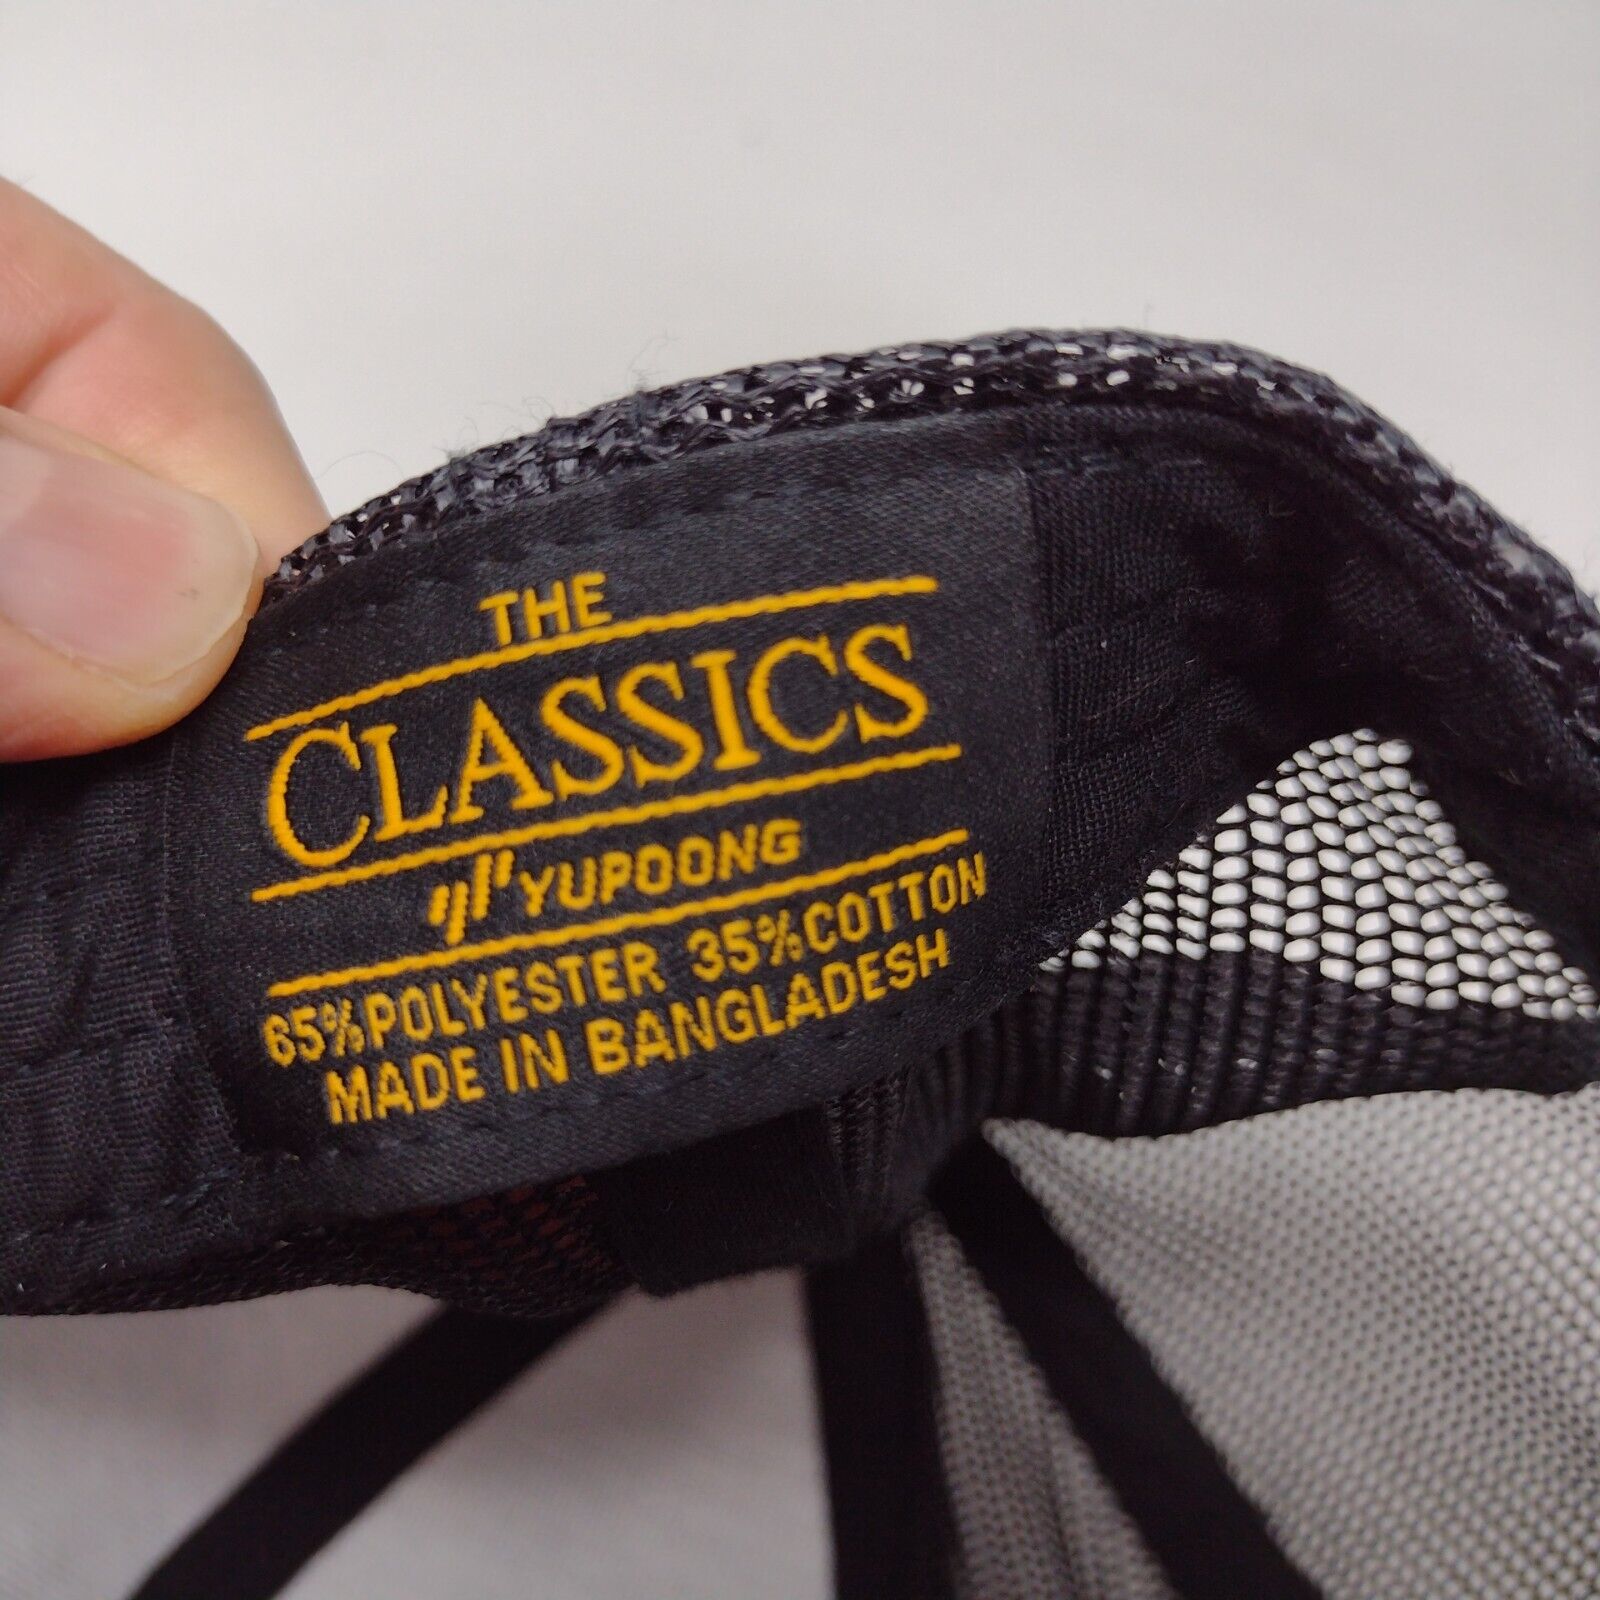 THE
CLASSICS
YUPOONG
65%POLYESTER 35%COTTON
MADE IN BANGLADESH